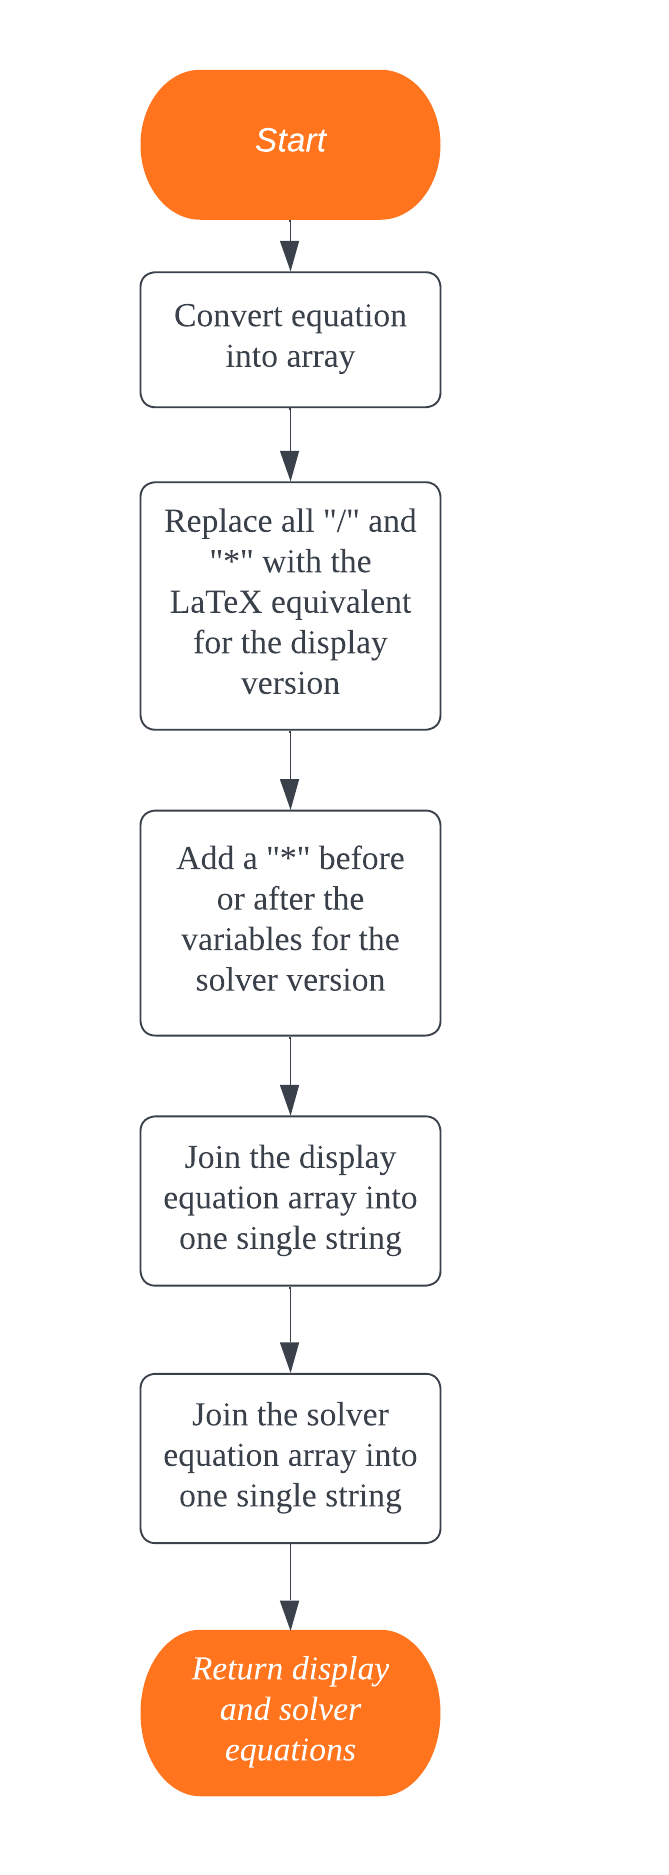 Start
Convert equation
into array
Replace all "/" and
"*" with the
LaTeX equivalent
for the display
version
Add a "*" before
or after the
variables for the
solver version
Join the display
equation array into
one single string
Join the solver
equation array into
one single string
Return display
and solver
equations